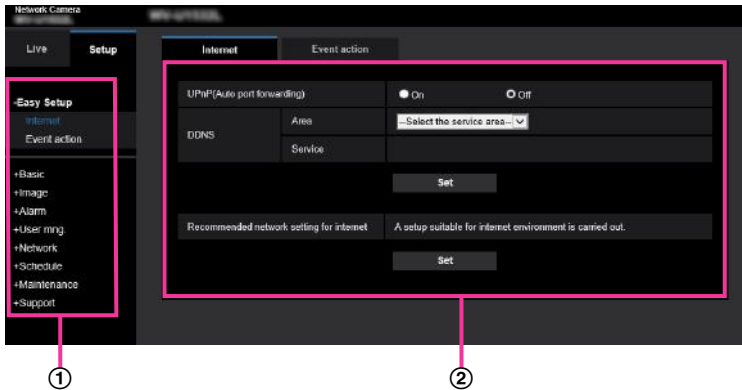 Network Camera
Live
Setup
Internet
Event action
-Easy Setup
Internet
Event action
+Basic
+Image
+Alarm
+User mng.
+Network
+Schedule
+Maintenance
+Support
UPnP(Auto port forwarding)
On
Off
DDNS
Area
--Select the service area--
Service
Set
Recommended network setting for internet
A setup suitable for internet environment is carried out.
Set
①
②